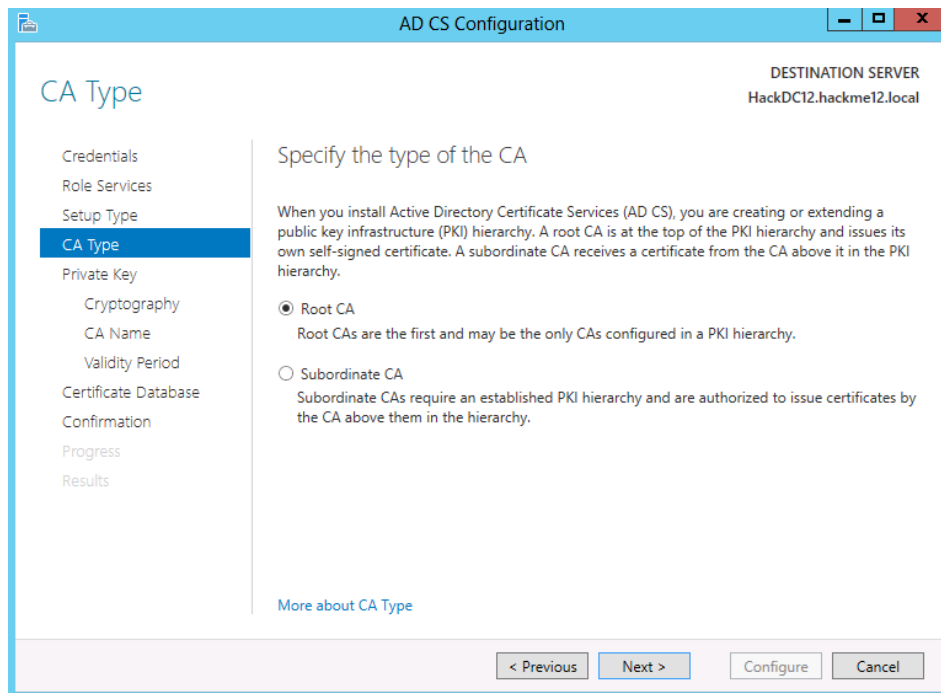 AD CS Configuration
X
CA Type
DESTINATION SERVER
HackDC12.hackme12.local
Credentials
Role Services
Setup Type
CA Type
Private Key
Cryptography
CA Name
Validity Period
Certificate Database
Confirmation
Progress
Results
Specify the type of the CA
When you install Active Directory Certificate Services (AD CS), you are creating or extending a
public key infrastructure (PKI) hierarchy. A root CA is at the top of the PKI hierarchy and issues its
own self-signed certificate. A subordinate CA receives a certificate from the CA above it in the PKI
hierarchy.
Root CA
Root CAs are the first and may be the only CAs configured in a PKI hierarchy.
Subordinate CA
Subordinate CAs require an established PKI hierarchy and are authorized to issue certificates by
the CA above them in the hierarchy.
More about CA Type
< Previous
Next >
Configure
Cancel